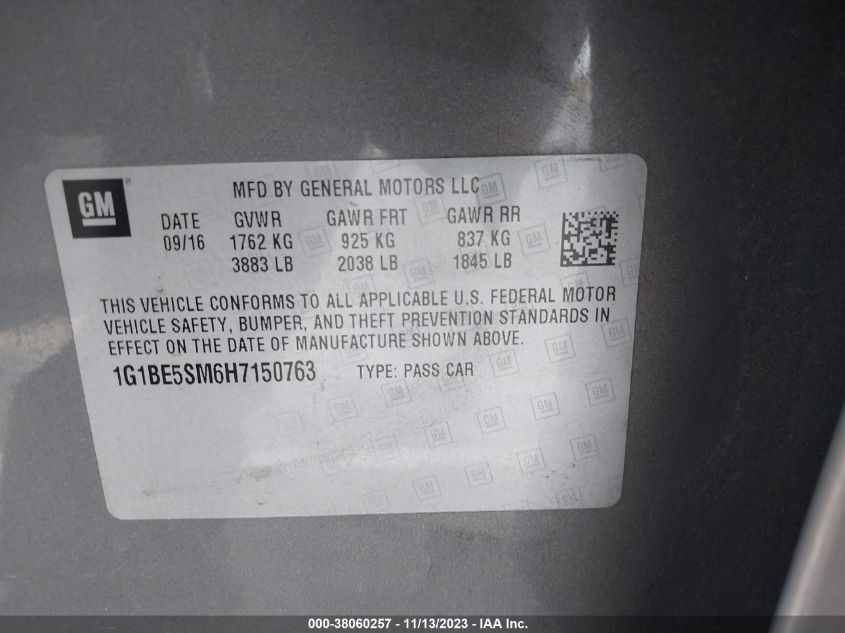 GM
MFD BY GENERAL MOTORS LLC
DATE GVWR GAWR FRT GAWR RR
09/16 1762 KG 925 KG 837 KG
3883 LB 2038 LB 1845 LB
THIS VEHICLE CONFORMS TO ALL APPLICABLE U.S. FEDERAL MOTOR
VEHICLE SAFETY, BUMPER, AND THEFT PREVENTION STANDARDS IN
EFFECT ON THE DATE OF MANUFACTURE SHOWN ABOVE.
1G1BE5SM6H7150763 TYPE: PASS CAR
000-38060257 - 11/13/2023 - IAA Inc.